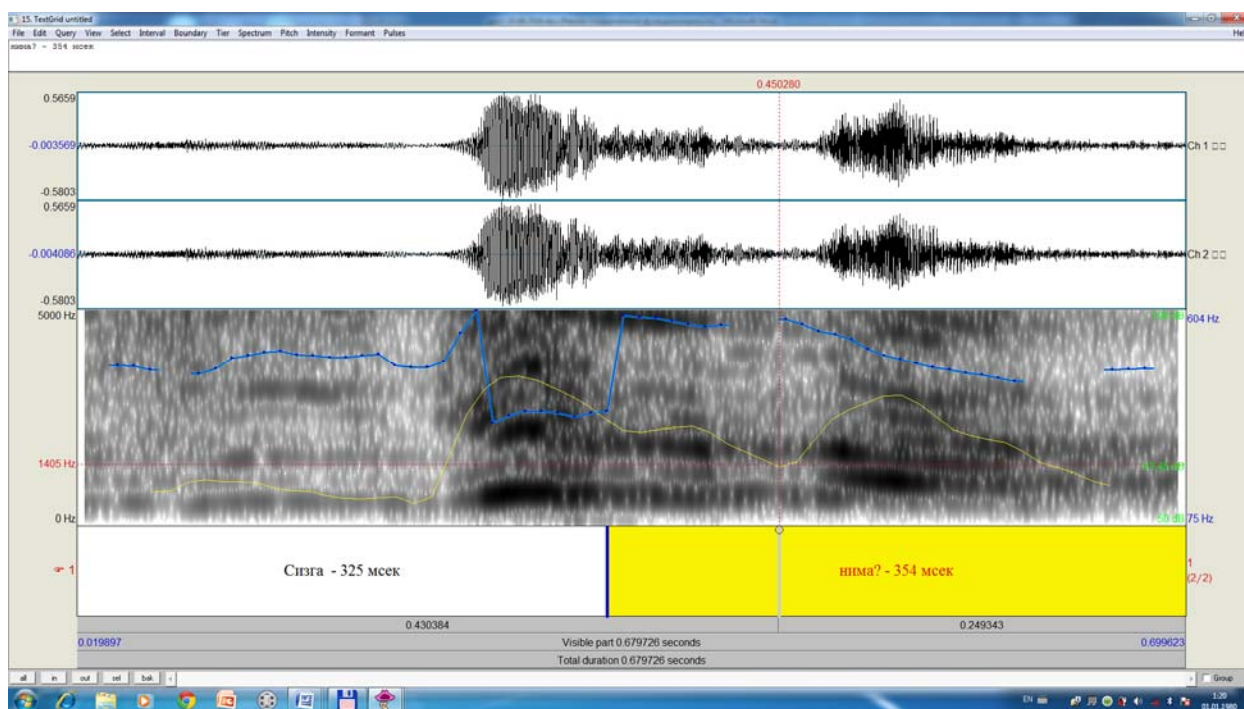 15. TextGrid untitled
File Edit Query View Select Interval Boundary Tier Spectrum Pitch Intensity Formant Pulses
нима? - 354 мсек
0.450280
0.5659
-0.003569
-0.5803
Ch 1
0.5659
-0.004086
-0.5803
Ch 2
5000 Hz
604 Hz
1405 Hz
0 Hz
75 Hz
1
Сизга - 325 мсек
нима? - 354 мсек
1
(2/2)
0.430384 0.249343
0.019897 Visible part 0.679726 seconds 0.699623
Total duration 0.679726 seconds
all in out sel bak Group
EN 1:20
01.01.1980